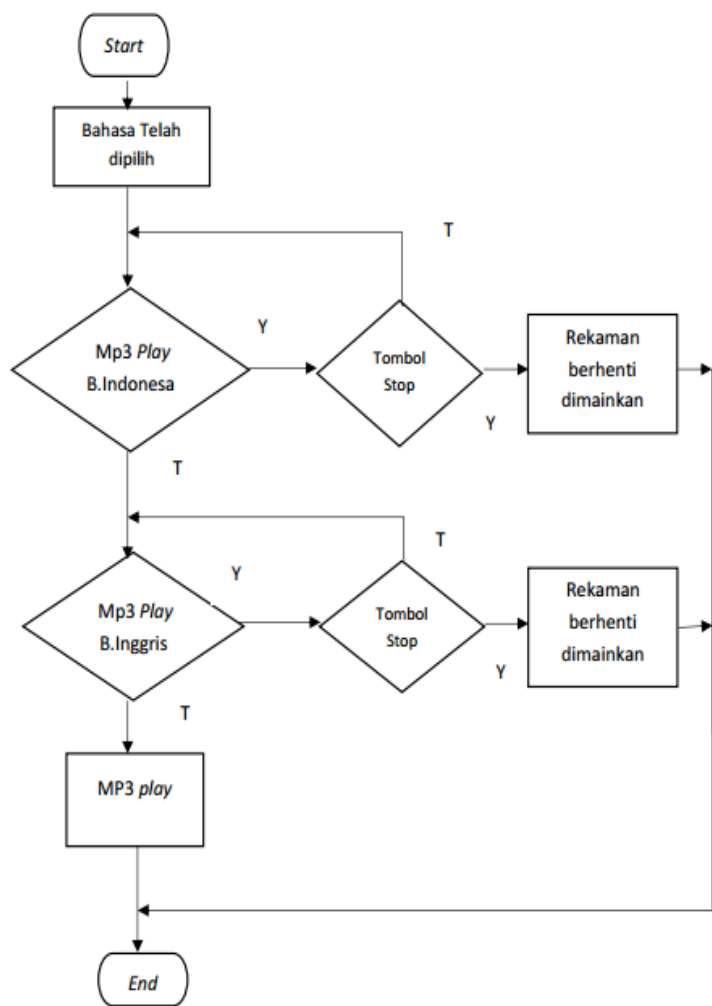 Start
Bahasa Telah
dipilih
T
Mp3 Play
B.Indonesa
Y
Tombol
Stop
Y
Rekaman
berhenti
dimainkan
T
T
Mp3 Play
B.Inggris
Y
Tombol
Stop
Y
Rekaman
berhenti
dimainkan
T
MP3 play
End